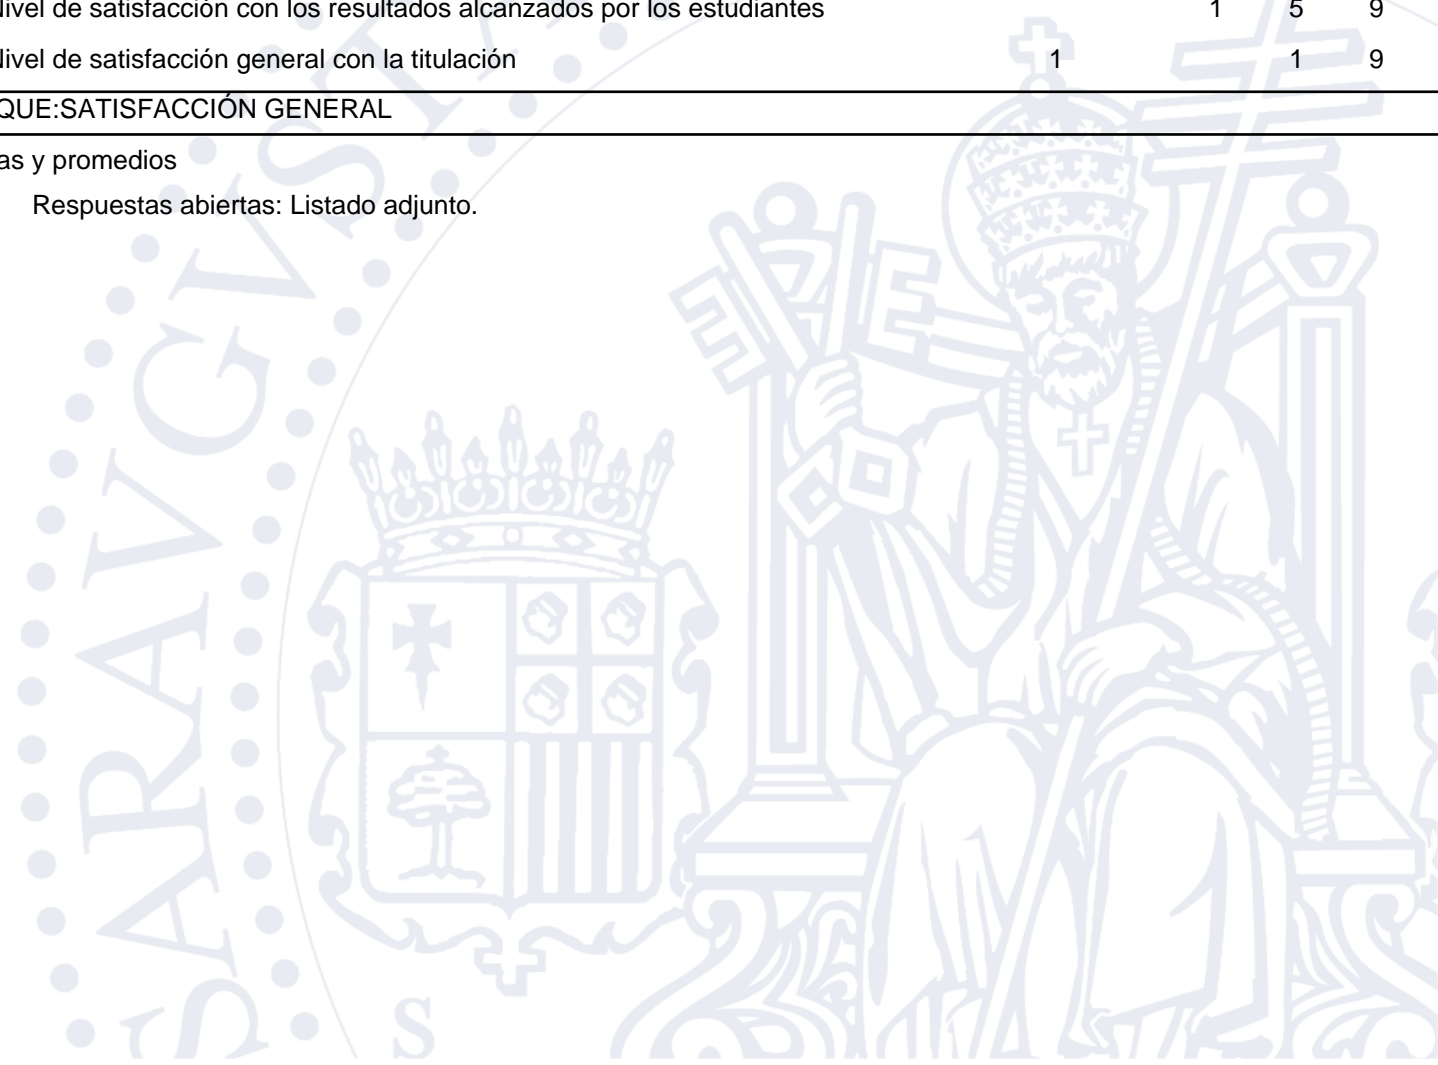 Nivel de satisfacción con los resultados alcanzados por los estudiantes 1 5 9
Nivel de satisfacción general con la titulación 1 1 9
QUE:SATISFACCIÓN GENERAL
as y promedios
Respuestas abiertas: Listado adjunto.
SARAVGVST
S